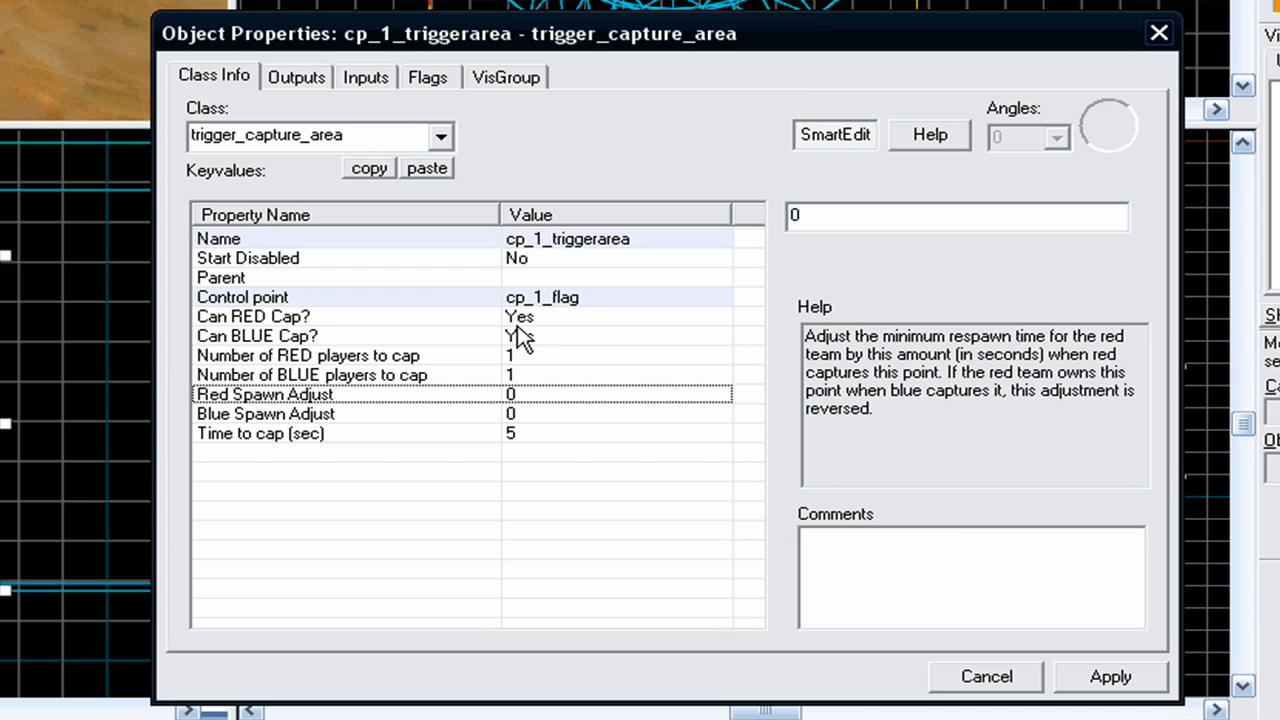 Object Properties: cp_1_triggerarea - trigger_capture_area
Class Info Outputs Inputs Flags VisGroup
Class:
trigger_capture_area
Keyvalues: copy paste
SmartEdit Help
Angles:
0
Property Name Value
Name cp_1_triggerarea
Start Disabled No
Parent
Control point cp_1_flag
Can RED Cap? Yes
Can BLUE Cap?
Number of RED players to cap 1
Number of BLUE players to cap 1
Red Spawn Adjust 0
Blue Spawn Adjust 0
Time to cap (sec) 5
0
Help
Adjust the minimum respawn time for the red
team by this amount (in seconds) when red
captures this point. If the red team owns this
point when blue captures it, this adjustment is
reversed.
Comments
Cancel Apply